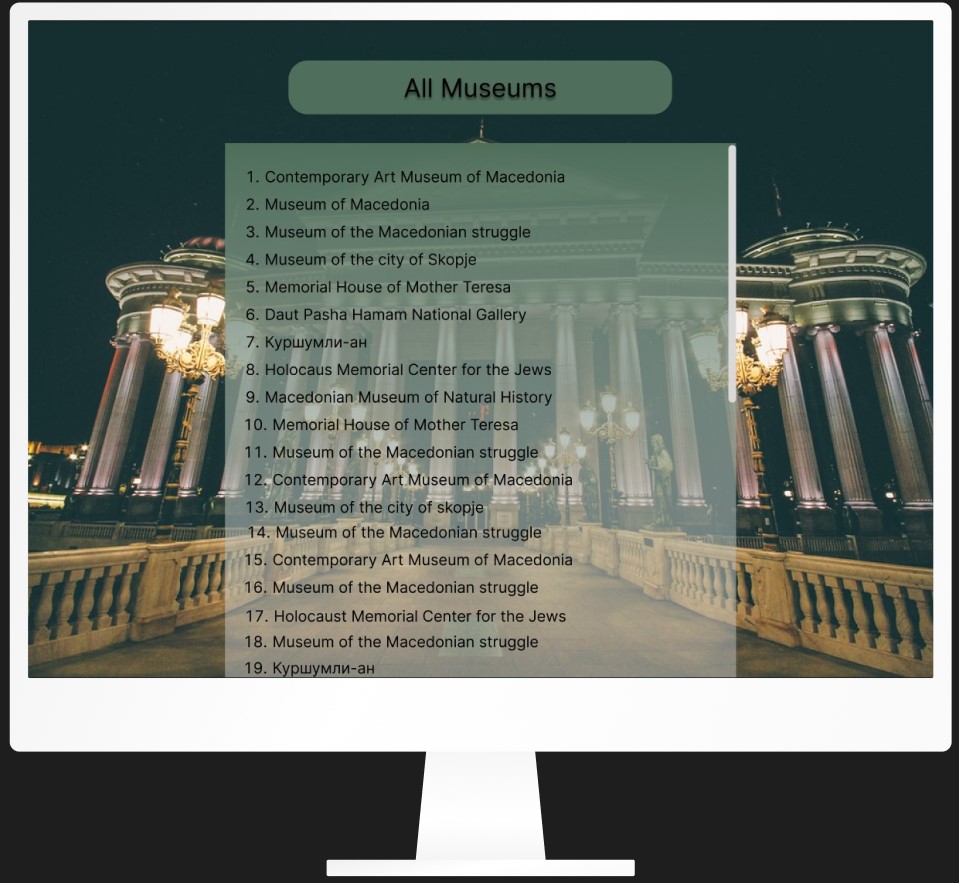 All Museums
1. Contemporary Art Museum of Macedonia
2. Museum of Macedonia
3. Museum of the Macedonian struggle
4. Museum of the city of Skopje
5. Memorial House of Mother Teresa
6. Daut Pasha Hamam National Gallery
7. Куршумли-ан
8. Holocaus Memorial Center for the Jews
9. Macedonian Museum of Natural History
10. Memorial House of Mother Teresa
11. Museum of the Macedonian struggle
12. Contemporary Art Museum of Macedonia
13. Museum of the city of skopje
14. Museum of the Macedonian struggle
15. Contemporary Art Museum of Macedonia
16. Museum of the Macedonian struggle
17. Holocaust Memorial Center for the Jews
18. Museum of the Macedonian struggle
19. Куршумли-ан